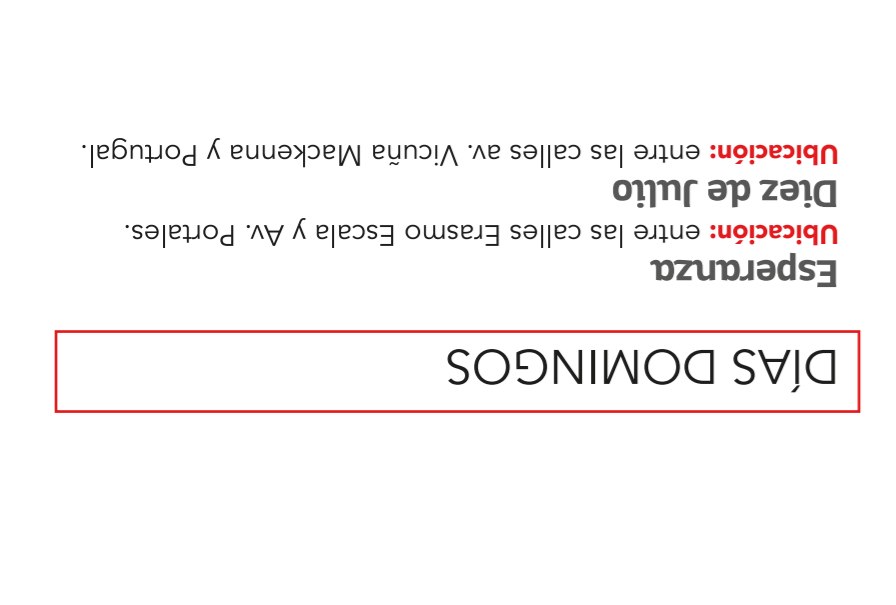 DÍAS DOMINGOS
Esperanza
Ubicación: entre las calles Erasmo Escala y Av. Portales.
Diez de Julio
Ubicación: entre las calles av. Vicuña Mackenna y Portugal.